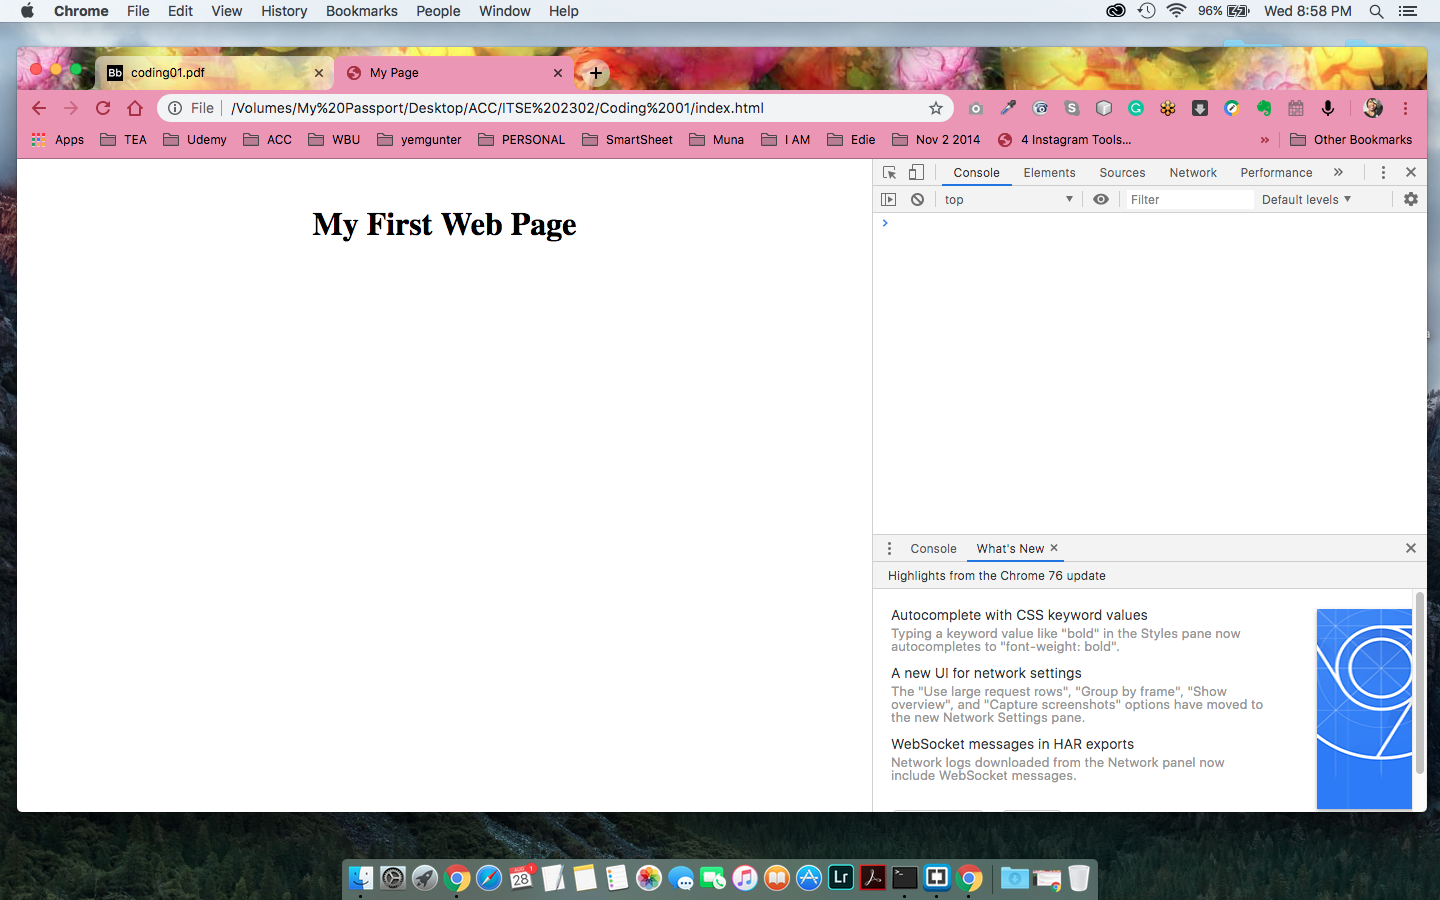 Chrome File Edit View History Bookmarks People Window Help 96% Wed 8:58 PM
Bb coding01.pdf My Page
File /Volumes/My%20Passport/Desktop/ACC/ITSE%202302/Coding%2001/index.html
Apps TEA Udemy ACC WBU yemgunter PERSONAL SmartSheet Muna I AM Edie Nov 2 2014 4 Instagram Tools... » Other Bookmarks
My First Web Page
Console Elements Sources Network Performance »
top Filter Default levels
Console What's New
Highlights from the Chrome 76 update
Autocomplete with CSS keyword values
Typing a keyword value like "bold" in the Styles pane now
autocompletes to "font-weight: bold".
A new UI for network settings
The "Use large request rows", "Group by frame", "Show
overview", and "Capture screenshots" options have moved to
the new Network Settings pane.
WebSocket messages in HAR exports
Network logs downloaded from the Network panel now
include WebSocket messages.
AUG 28 1 Lr